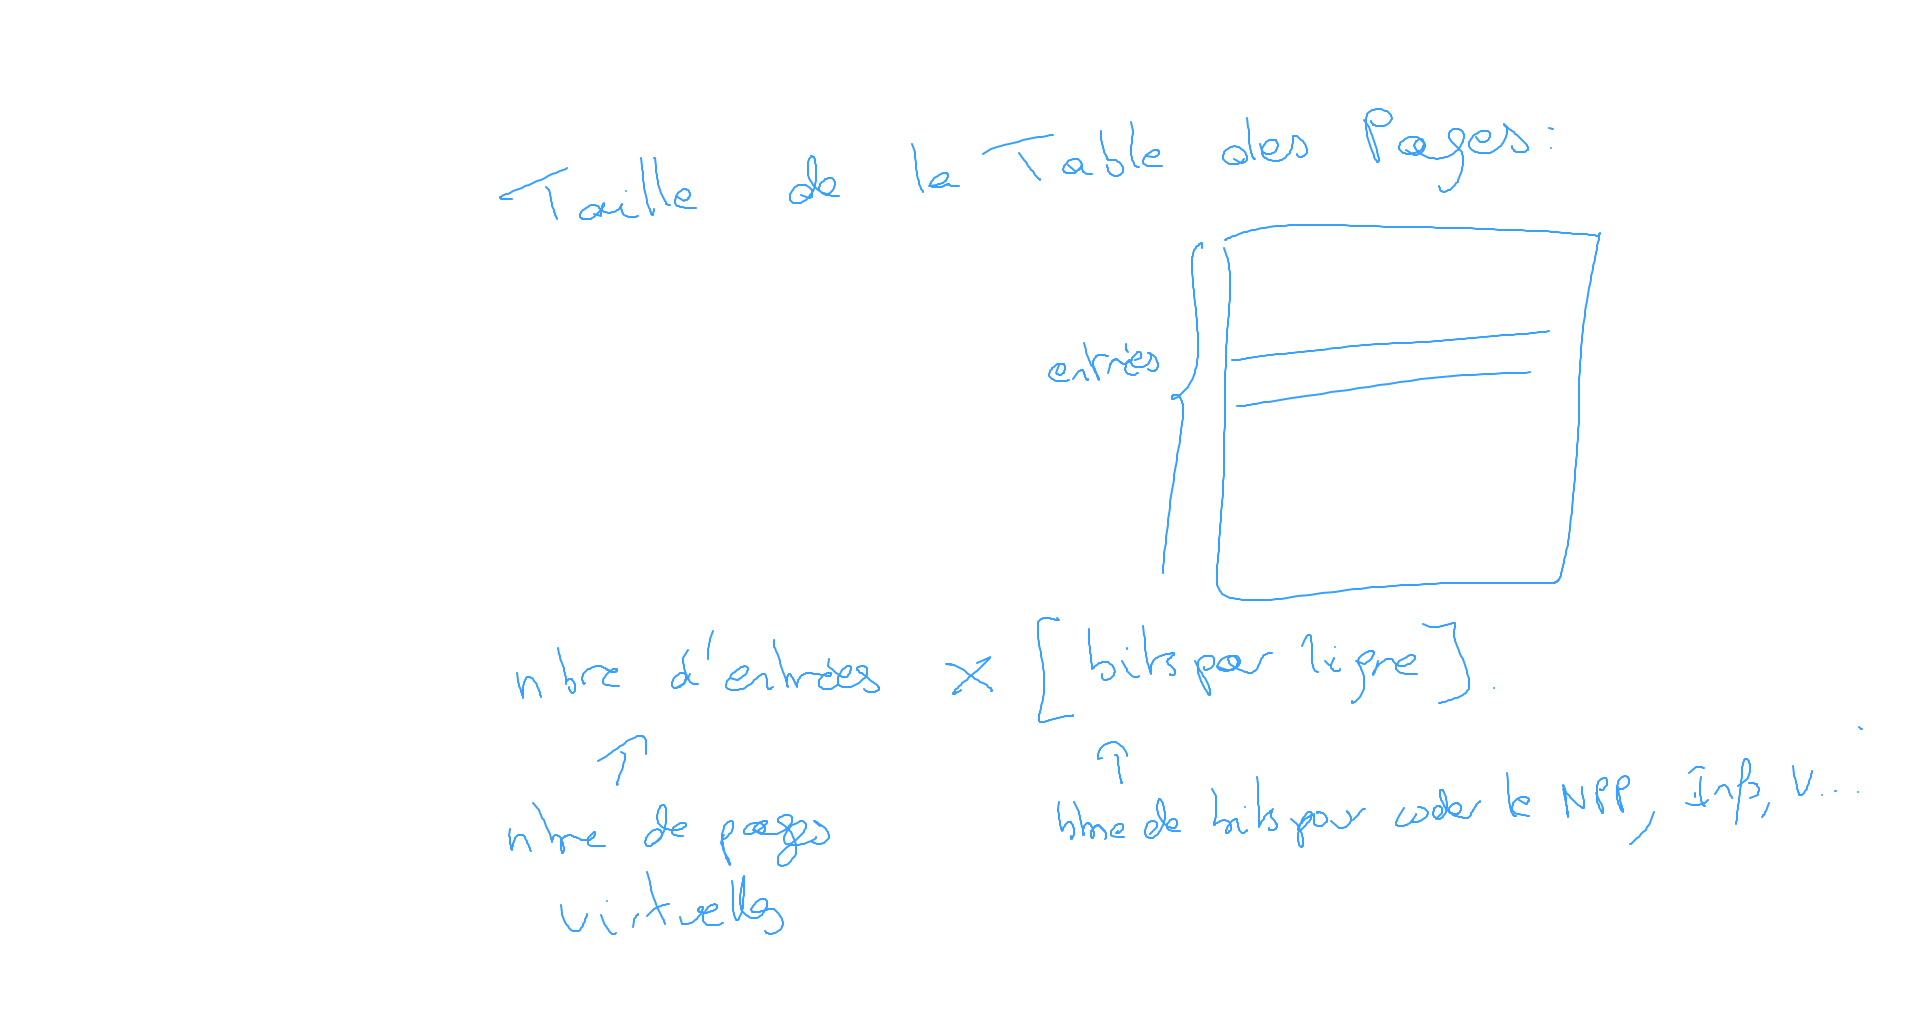 Taille de la Table des Pages :
entrées
nbre d'entrées × [bits par ligne].
nbre de pages
virtuelles
nbre de bits pour coder le NPP, Inf, V...